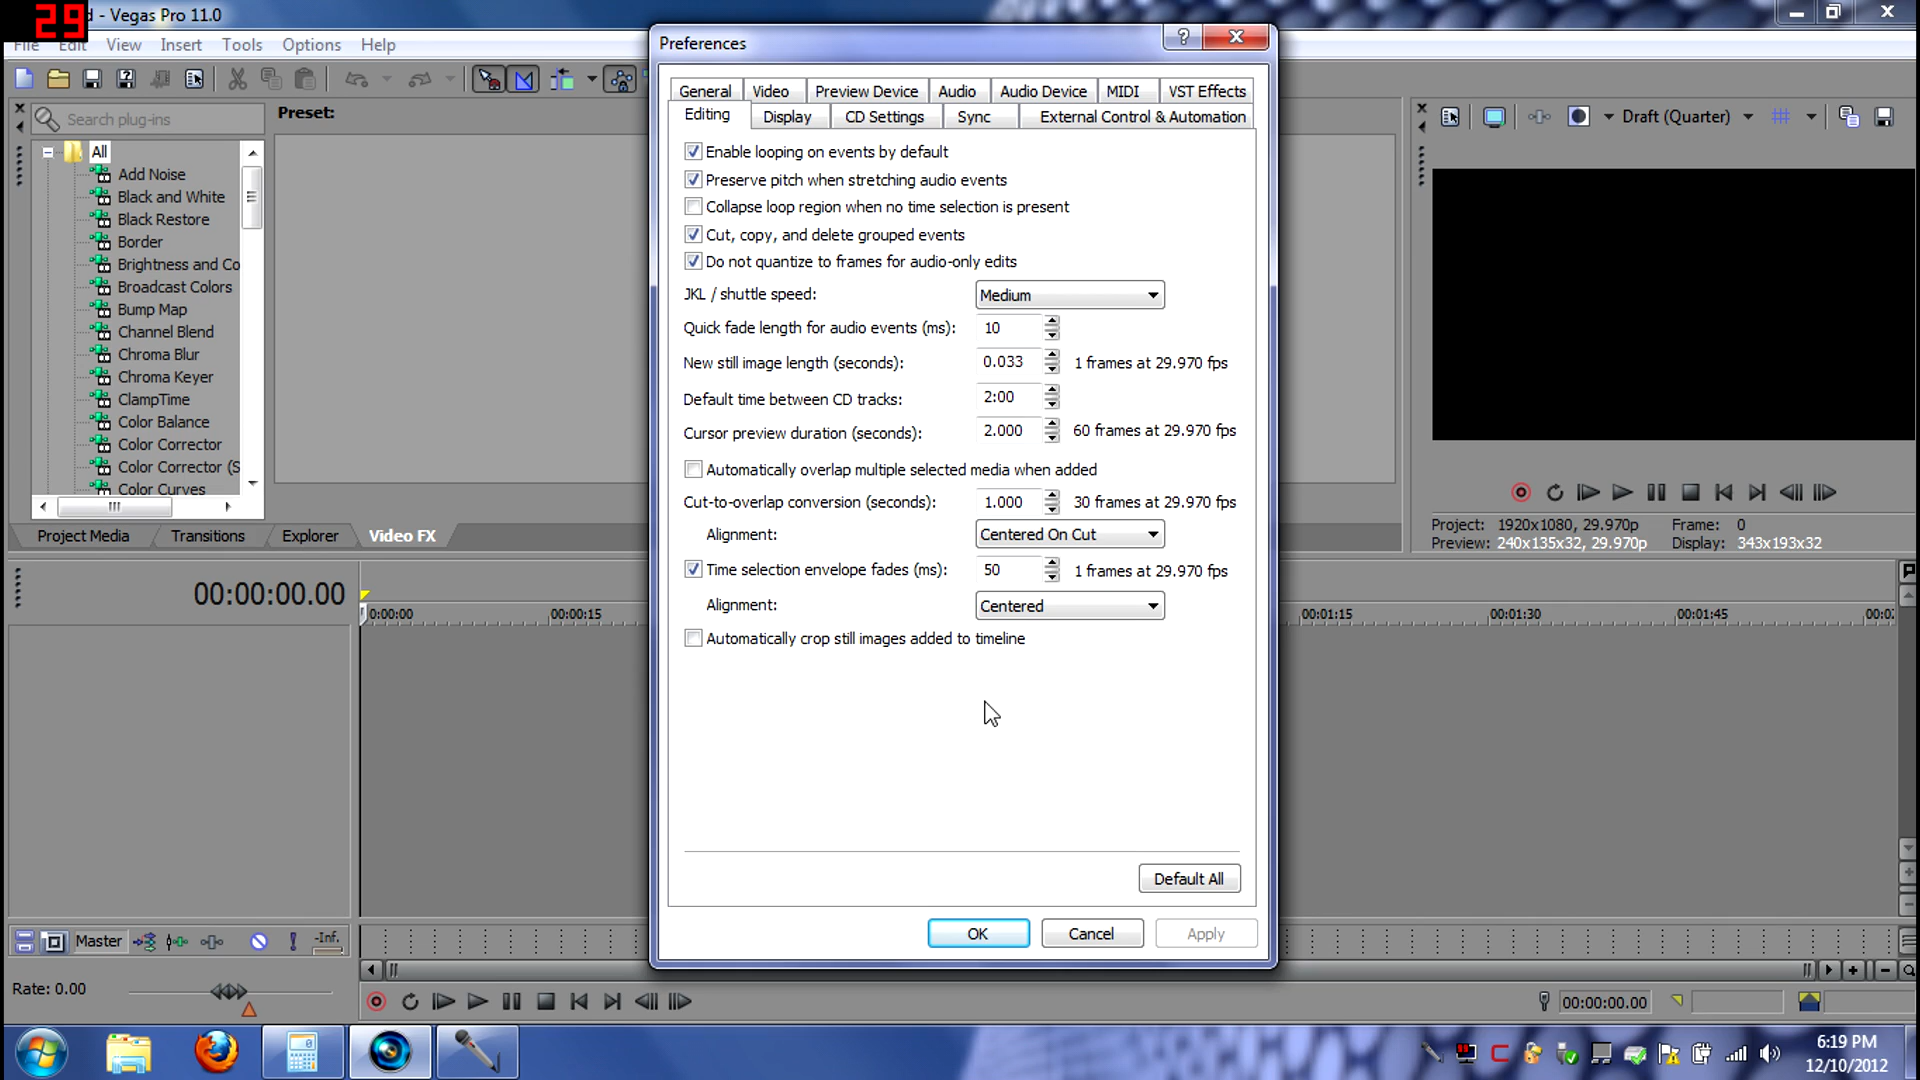 29
d - Vegas Pro 11.0
File Edit View Insert Tools Options Help
Search plug-ins
Preset:
All
Add Noise
Black and White
Black Restore
Border
Brightness and Co
Broadcast Colors
Bump Map
Channel Blend
Chroma Blur
Chroma Keyer
ClampTime
Color Balance
Color Corrector
Color Corrector (S
Color Curves
Project Media Transitions Explorer Video FX
Preferences
General Video Preview Device Audio Audio Device MIDI VST Effects
Editing Display CD Settings Sync External Control & Automation
Enable looping on events by default
Preserve pitch when stretching audio events
Collapse loop region when no time selection is present
Cut, copy, and delete grouped events
Do not quantize to frames for audio-only edits
JKL / shuttle speed: Medium
Quick fade length for audio events (ms): 10
New still image length (seconds): 0.033 1 frames at 29.970 fps
Default time between CD tracks: 2:00
Cursor preview duration (seconds): 2.000 60 frames at 29.970 fps
Automatically overlap multiple selected media when added
Cut-to-overlap conversion (seconds): 1.000 30 frames at 29.970 fps
Alignment: Centered On Cut
Time selection envelope fades (ms): 50 1 frames at 29.970 fps
Alignment: Centered
Automatically crop still images added to timeline
Default All
OK Cancel Apply
Draft (Quarter)
Project: 1920x1080, 29.970p Frame: 0
Preview: 240x135x32, 29.970p Display: 343x193x32
00:00:00.00
0:00:00 00:00:15 00:01:15 00:01:30 00:01:45 00:0
Master -Inf.
Rate: 0.00
00:00:00.00
6:19 PM
12/10/2012